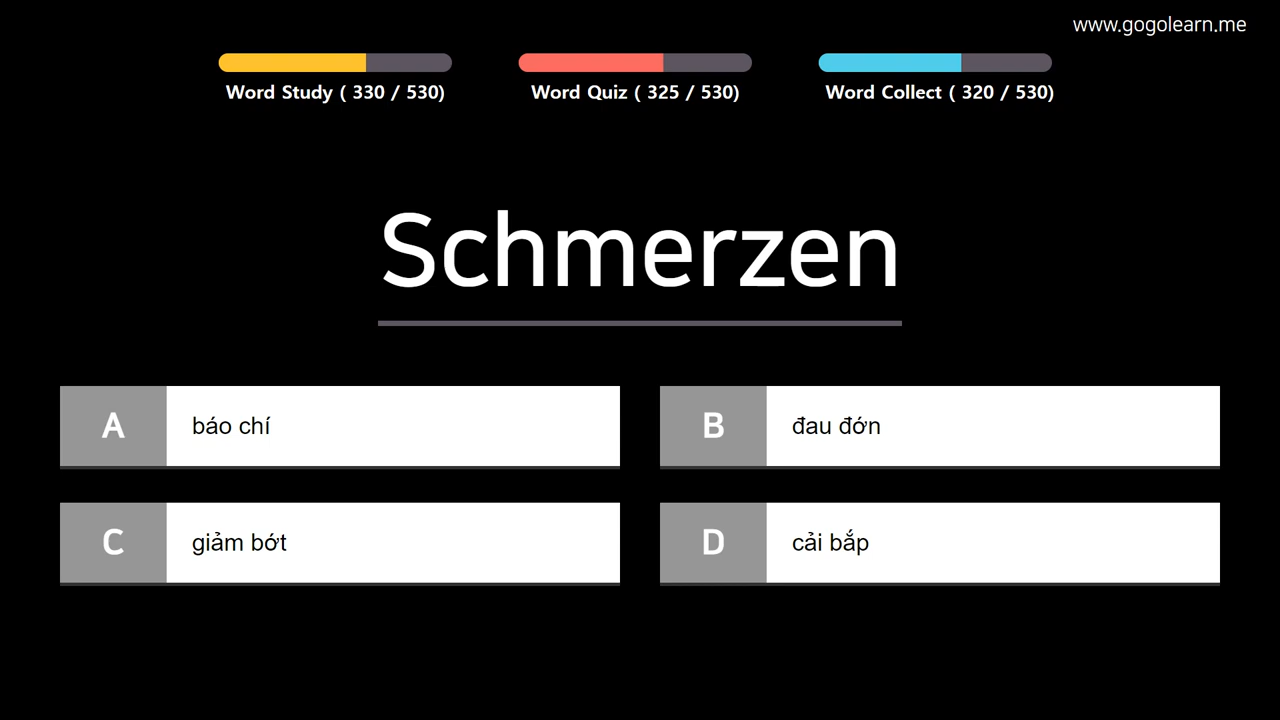 www.gogolearn.me
Word Study ( 330 / 530)
Word Quiz ( 325 / 530)
Word Collect ( 320 / 530)
Schmerzen
A báo chí
B đau đớn
C giảm bớt
D cải bắp